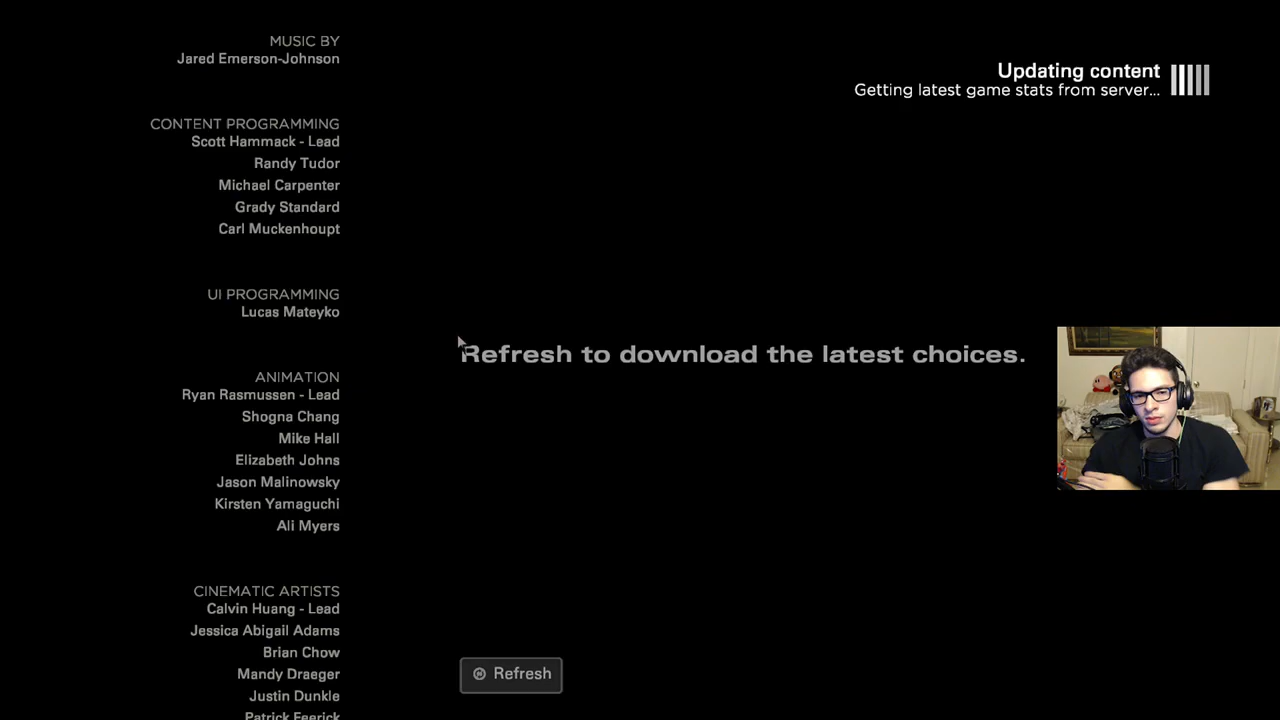 MUSIC BY
Jared Emerson-Johnson
CONTENT PROGRAMMING
Scott Hammack - Lead
Randy Tudor
Michael Carpenter
Grady Standard
Carl Muckenhoupt
UI PROGRAMMING
Lucas Mateyko
ANIMATION
Ryan Rasmussen - Lead
Shogna Chang
Mike Hall
Elizabeth Johns
Jason Malinowsky
Kirsten Yamaguchi
Ali Myers
CINEMATIC ARTISTS
Calvin Huang - Lead
Jessica Abigail Adams
Brian Chow
Mandy Draeger
Justin Dunkle
Patrick Feerick
Updating content
Getting latest game stats from server...
Refresh to download the latest choices.
Refresh